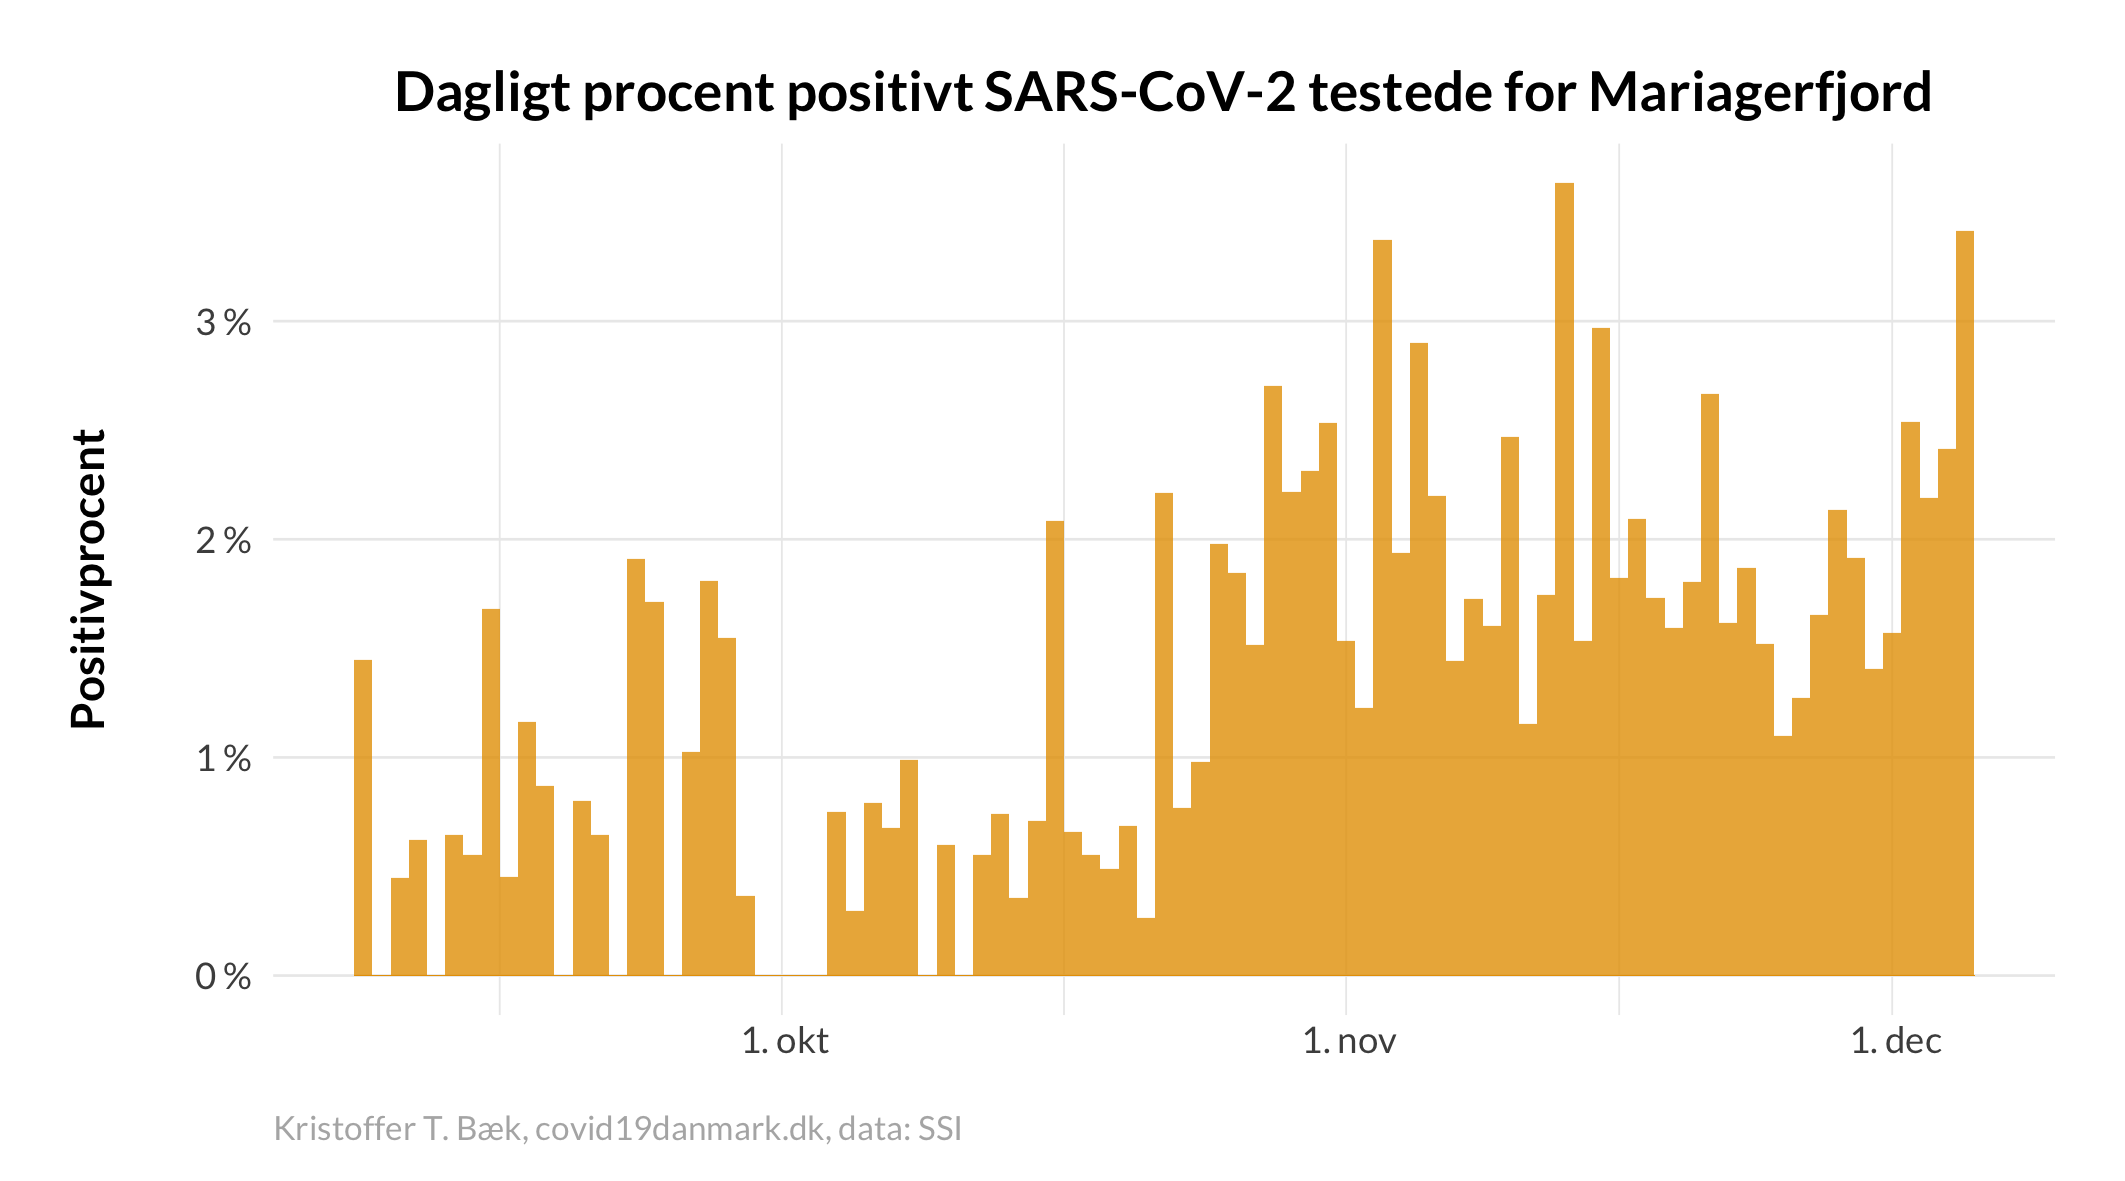 Dagligt procent positivt SARS-CoV-2 testede for Mariagerfjord
Positivprocent
3 %
2 %
1 %
0 %
1. okt
1. nov
1. dec
Kristoffer T. Bæk, covid19danmark.dk, data: SSI